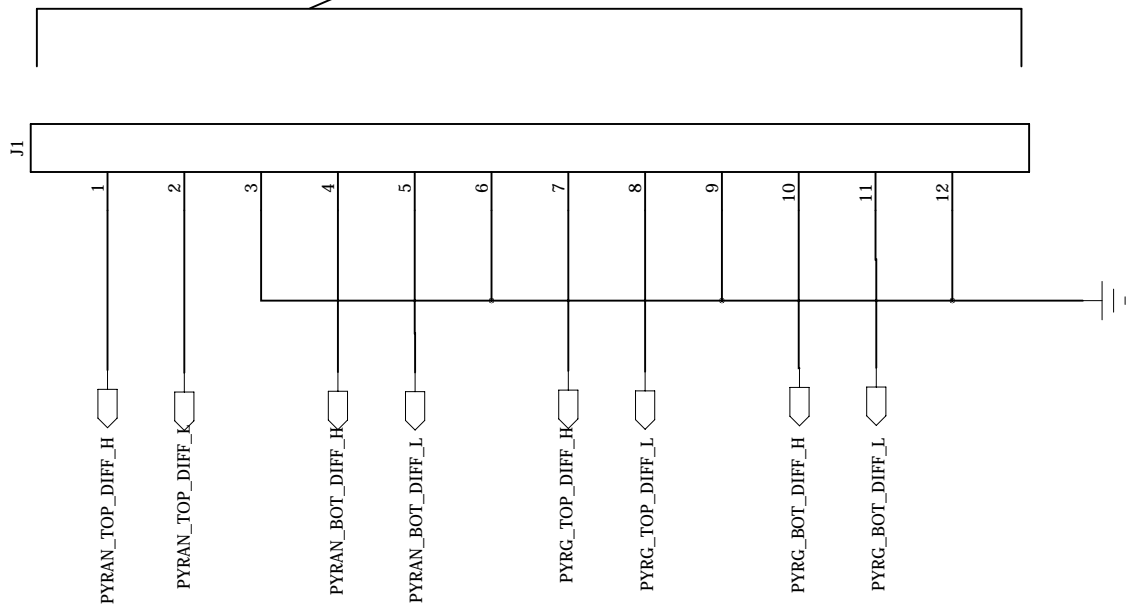 J1
1
2
3
4
5
6
7
8
9
10
11
12
PYRAN_TOP_DIFF_H
PYRAN_TOP_DIFF_L
PYRAN_BOT_DIFF_H
PYRAN_BOT_DIFF_L
PYRG_TOP_DIFF_H
PYRG_TOP_DIFF_L
PYRG_BOT_DIFF_H
PYRG_BOT_DIFF_L